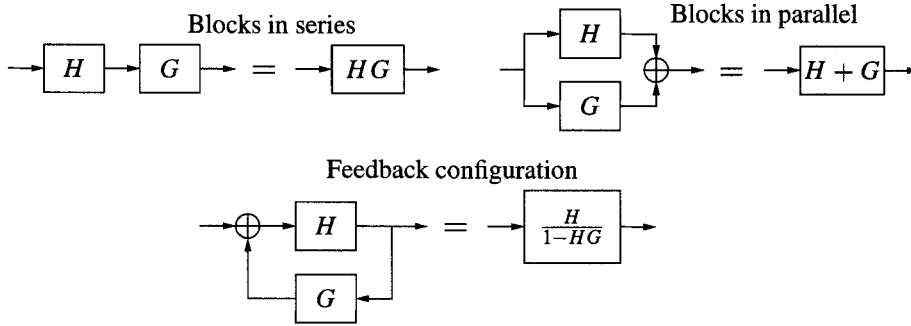 Blocks in series
H G = HG
Blocks in parallel
H
G
= H + G
Feedback configuration
H
G
= H
1−HG